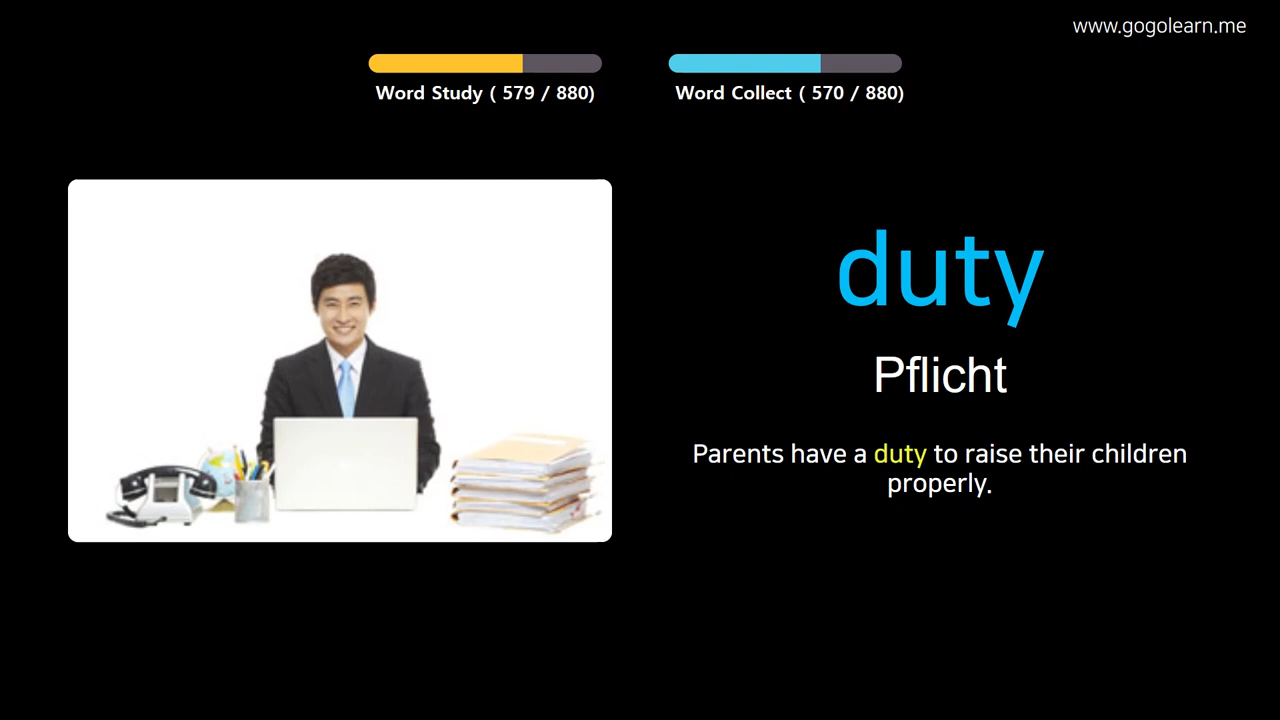 www.gogolearn.me
Word Study ( 579 / 880)
Word Collect ( 570 / 880)
duty
Pflicht
Parents have a duty to raise their children
properly.